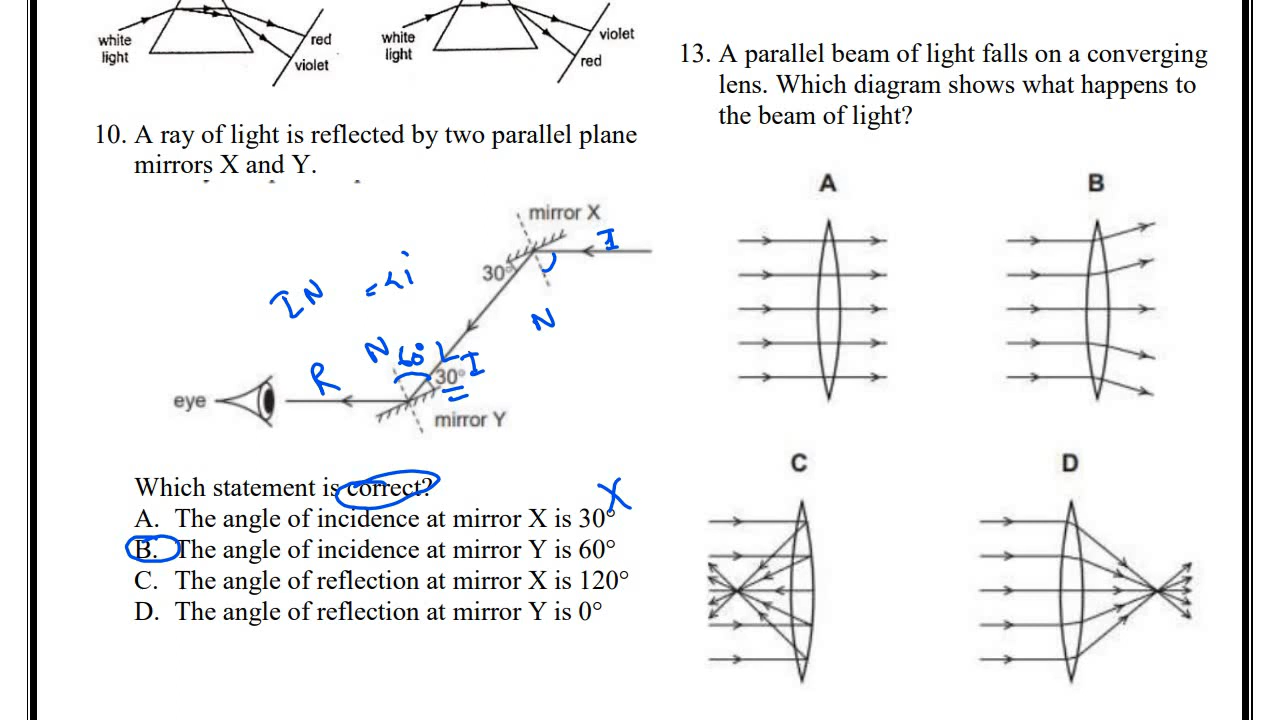 white
light
red
violet
white
light
violet
red
10. A ray of light is reflected by two parallel plane
mirrors X and Y.
mirror X
I
30°
IN = <i
N
N 60° I
R
30°
eye
mirror Y
Which statement is correct?
X
A. The angle of incidence at mirror X is 30°
B. The angle of incidence at mirror Y is 60°
C. The angle of reflection at mirror X is 120°
D. The angle of reflection at mirror Y is 0°
13. A parallel beam of light falls on a converging
lens. Which diagram shows what happens to
the beam of light?
A
B
C
D